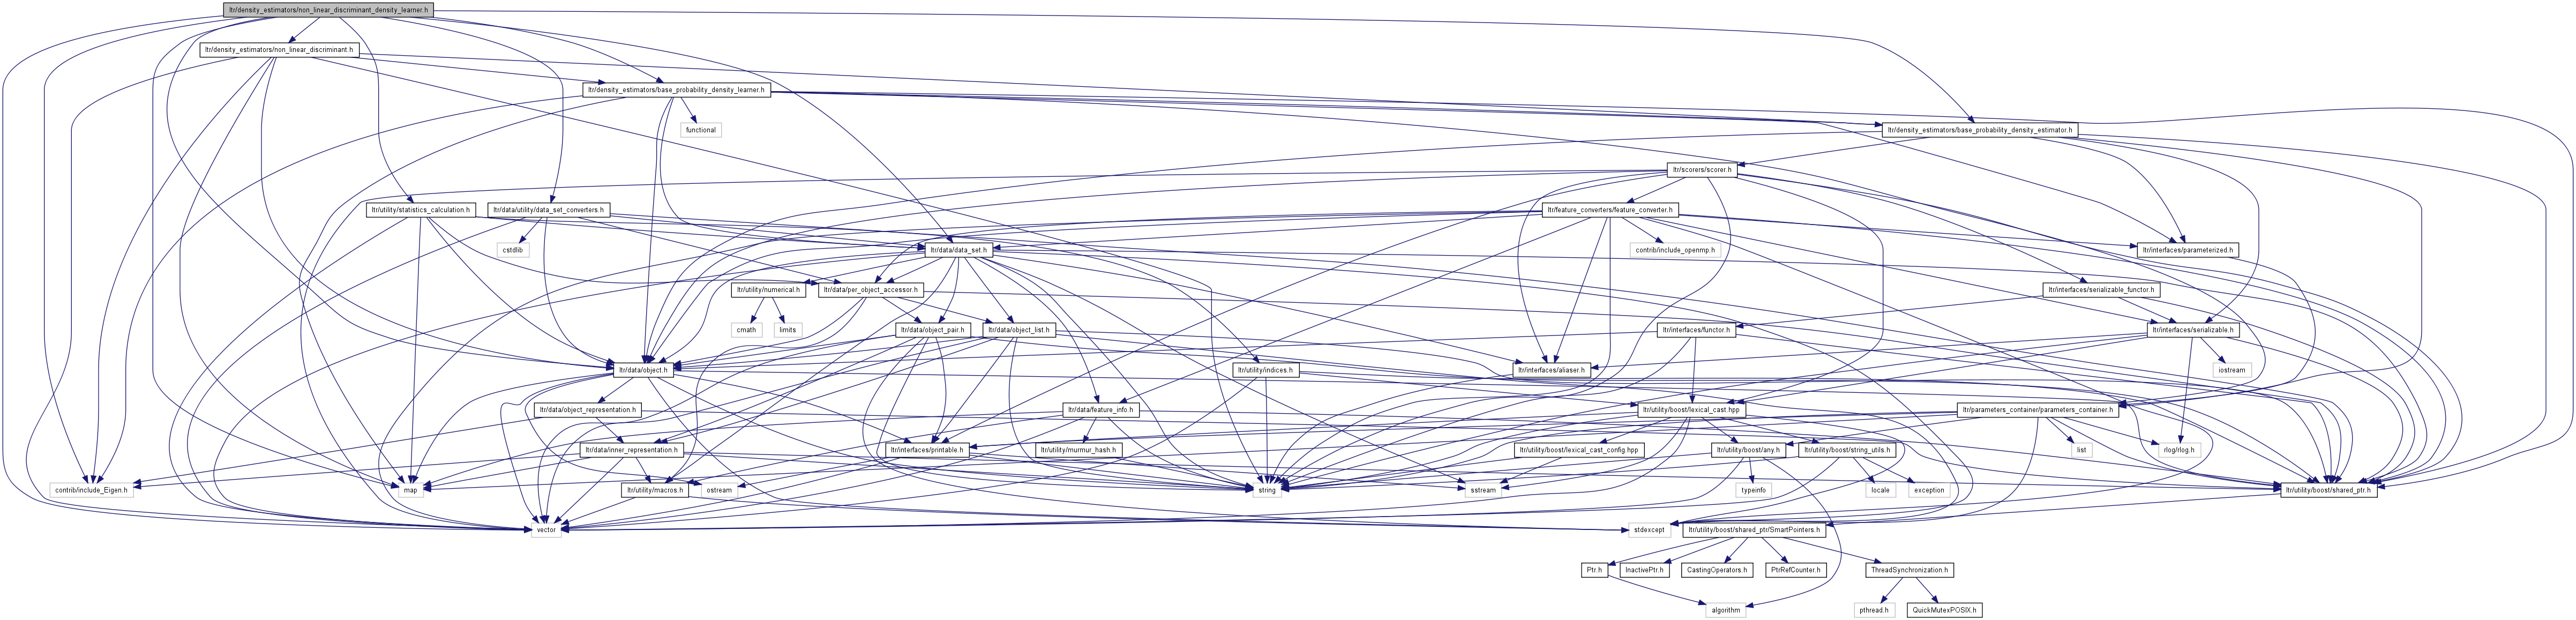 ltr/density_estimators/non_linear_discriminant_density_learner.h
ltr/density_estimators/non_linear_discriminant.h
ltr/density_estimators/base_probability_density_learner.h
functional
ltr/density_estimators/base_probability_density_estimator.h
ltr/scorers/scorer.h
ltr/utility/statistics_calculation.h
ltr/data/utility/data_set_converters.h
ltr/feature_converters/feature_converter.h
cstdlib
ltr/data/data_set.h
contrib/include_openmp.h
ltr/interfaces/parameterized.h
ltr/utility/numerical.h
ltr/data/per_object_accessor.h
ltr/interfaces/serializable_functor.h
cmath
limits
ltr/data/object_pair.h
ltr/data/object_list.h
ltr/interfaces/functor.h
ltr/interfaces/serializable.h
ltr/data/object.h
ltr/utility/indices.h
ltr/interfaces/aliaser.h
iostream
ltr/data/object_representation.h
ltr/data/feature_info.h
ltr/utility/boost/lexical_cast.hpp
ltr/parameters_container/parameters_container.h
ltr/data/inner_representation.h
ltr/interfaces/printable.h
ltr/utility/murmur_hash.h
ltr/utility/boost/lexical_cast_config.hpp
ltr/utility/boost/any.h
ltr/utility/boost/string_utils.h
list
rlog/rlog.h
contrib/include_Eigen.h
map
ltr/utility/macros.h
ostream
string
sstream
typeinfo
locale
exception
ltr/utility/boost/shared_ptr.h
vector
stdexcept
ltr/utility/boost/shared_ptr/SmartPointers.h
Ptr.h
InactivePtr.h
CastingOperators.h
PtrRefCounter.h
ThreadSynchronization.h
algorithm
pthread.h
QuickMutexPOSIX.h